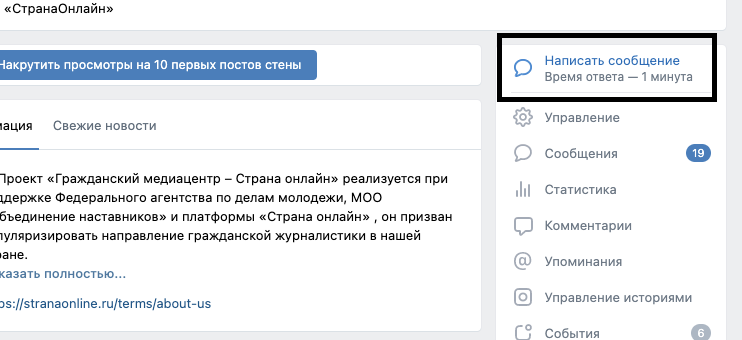 «СтранаОнлайн»
Накрутить просмотры на 10 первых постов стены
Свежие новости
Проект «Гражданский медиацентр – Страна онлайн» реализуется при
ддержке Федерального агентства по делам молодежи, МОО
бъединение наставников» и платформы «Страна онлайн» , он призван
пуляризировать направление гражданской журналистики в нашей
ране.
казать полностью...
ps://stranaonline.ru/terms/about-us
Написать сообщение
Время ответа — 1 минута
Управление
Сообщения 19
Статистика
Комментарии
Упоминания
Управление историями
События 6